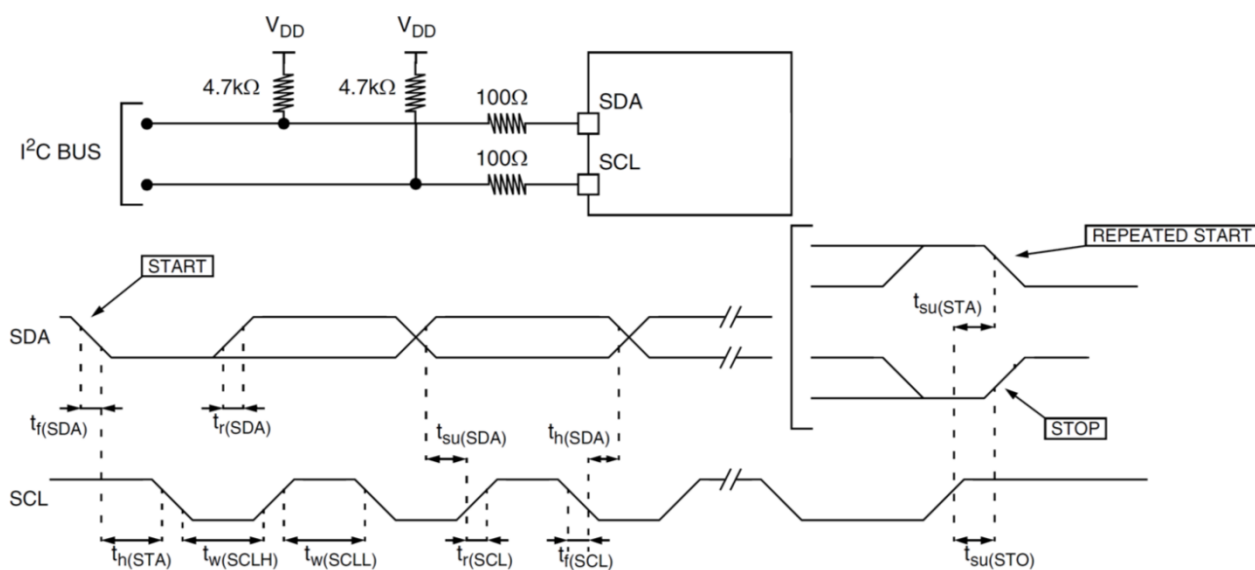 VDD VDD
4.7kΩ 4.7kΩ
100Ω
SDA
I²C BUS
100Ω
SCL
REPEATED START
START
tsu(STA)
SDA
tf(SDA) tr(SDA) tsu(SDA) th(SDA)
STOP
SCL
th(STA) tw(SCLH) tw(SCLL) tr(SCL) tf(SCL) tsu(STO)